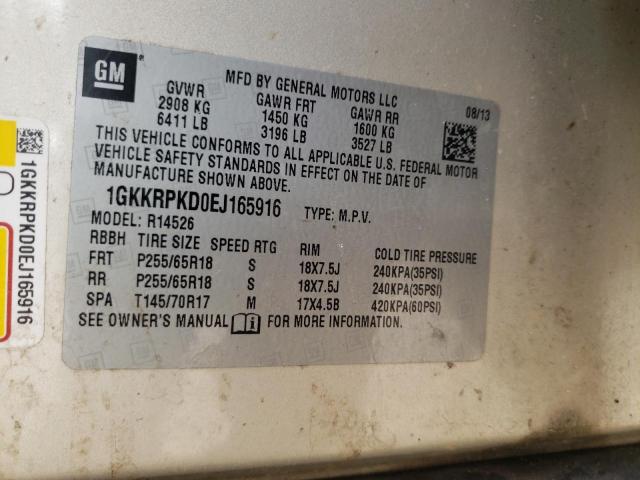 GM
MFD BY GENERAL MOTORS LLC
08/13
GVWR GAWR FRT GAWR RR
2908 KG 1450 KG 1600 KG
6411 LB 3196 LB 3527 LB
THIS VEHICLE CONFORMS TO ALL APPLICABLE U.S. FEDERAL MOTOR
VEHICLE SAFETY STANDARDS IN EFFECT ON THE DATE OF
MANUFACTURE SHOWN ABOVE.
1GKKRPKD0EJ165916 TYPE: M.P.V.
MODEL: R14526
RBBH TIRE SIZE SPEED RTG RIM COLD TIRE PRESSURE
FRT P255/65R18 S 18X7.5J 240KPA(35PSI)
RR P255/65R18 S 18X7.5J 240KPA(35PSI)
SPA T145/70R17 M 17X4.5B 420KPA(60PSI)
SEE OWNER'S MANUAL FOR MORE INFORMATION.
1GKKRPKD0EJ165916